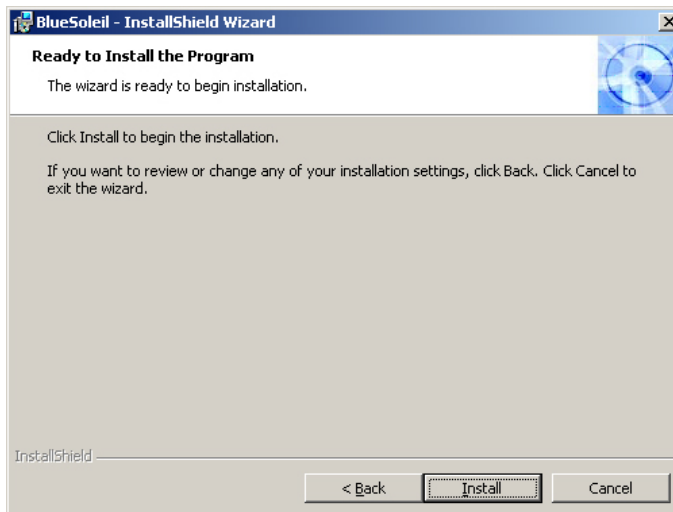 BlueSoleil - InstallShield Wizard
Ready to Install the Program
The wizard is ready to begin installation.
Click Install to begin the installation.
If you want to review or change any of your installation settings, click Back. Click Cancel to
exit the wizard.
InstallShield
< Back
Install
Cancel